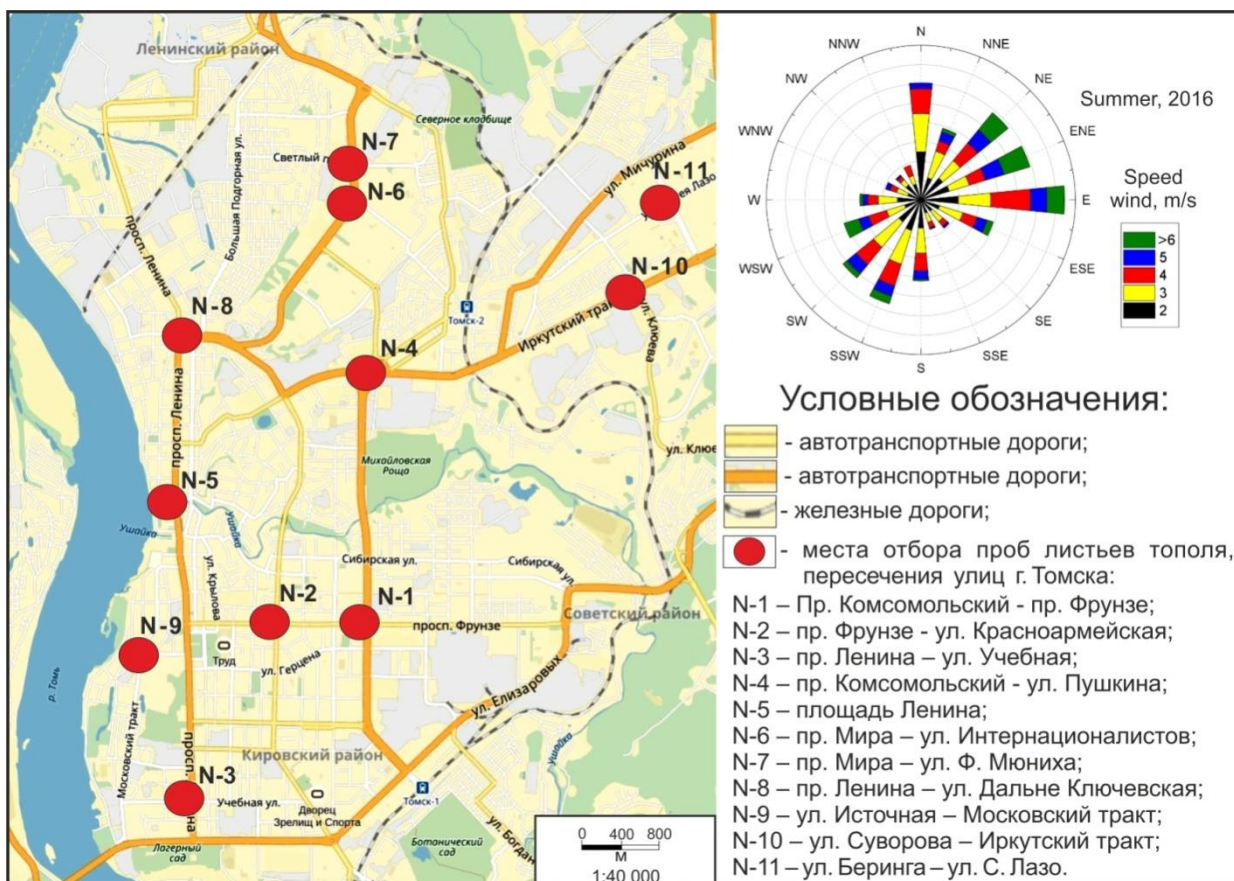 Ленинский район
Северное кладбище
Светлый п
N-7
N-6
N-11
ул. Мичурина
ея Лазо
Большая Подгорная ул.
просп. Ленина
N-10
Томск-2
Иркутский трак
ул. Клюева
N-8
N-4
просп. Ленина
Михайловская
Роща
ул. Клюе
N-5
Ушайка
Ушайка
Сибирская ул.
Сибирская ул.
ул. Крылова
N-2
N-1
Советский район
просп. Фрунзе
N-9
Труд
ул. Герцена
р. Томь
ул. Елизаровых
Московский тракт
Кировский район
Ушайка
просп.
N-3
на
Учебная ул.
Дворец
Зрелищ и Спорта
Томск-1
Лагерный
сад
Ботанический
сад
ул. Богдан
0 400 800
М
1:40 000
N
NNE
NE
ENE
E
ESE
SE
SSE
S
SSW
SW
WSW
W
WNW
NW
NNW
Summer, 2016
Speed
wind, m/s
>6
5
4
3
2
Условные обозначения:
- автотранспортные дороги;
- автотранспортные дороги;
- железные дороги;
- места отбора проб листьев тополя,
пересечения улиц г. Томска:
N-1 – Пр. Комсомольский - пр. Фрунзе;
N-2 – пр. Фрунзе - ул. Красноармейская;
N-3 – пр. Ленина – ул. Учебная;
N-4 – пр. Комсомольский - ул. Пушкина;
N-5 – площадь Ленина;
N-6 – пр. Мира – ул. Интернационалистов;
N-7 – пр. Мира – ул. Ф. Мюниха;
N-8 – пр. Ленина – ул. Дальне Ключевская;
N-9 – ул. Источная – Московский тракт;
N-10 – ул. Суворова – Иркутский тракт;
N-11 – ул. Беринга – ул. С. Лазо.